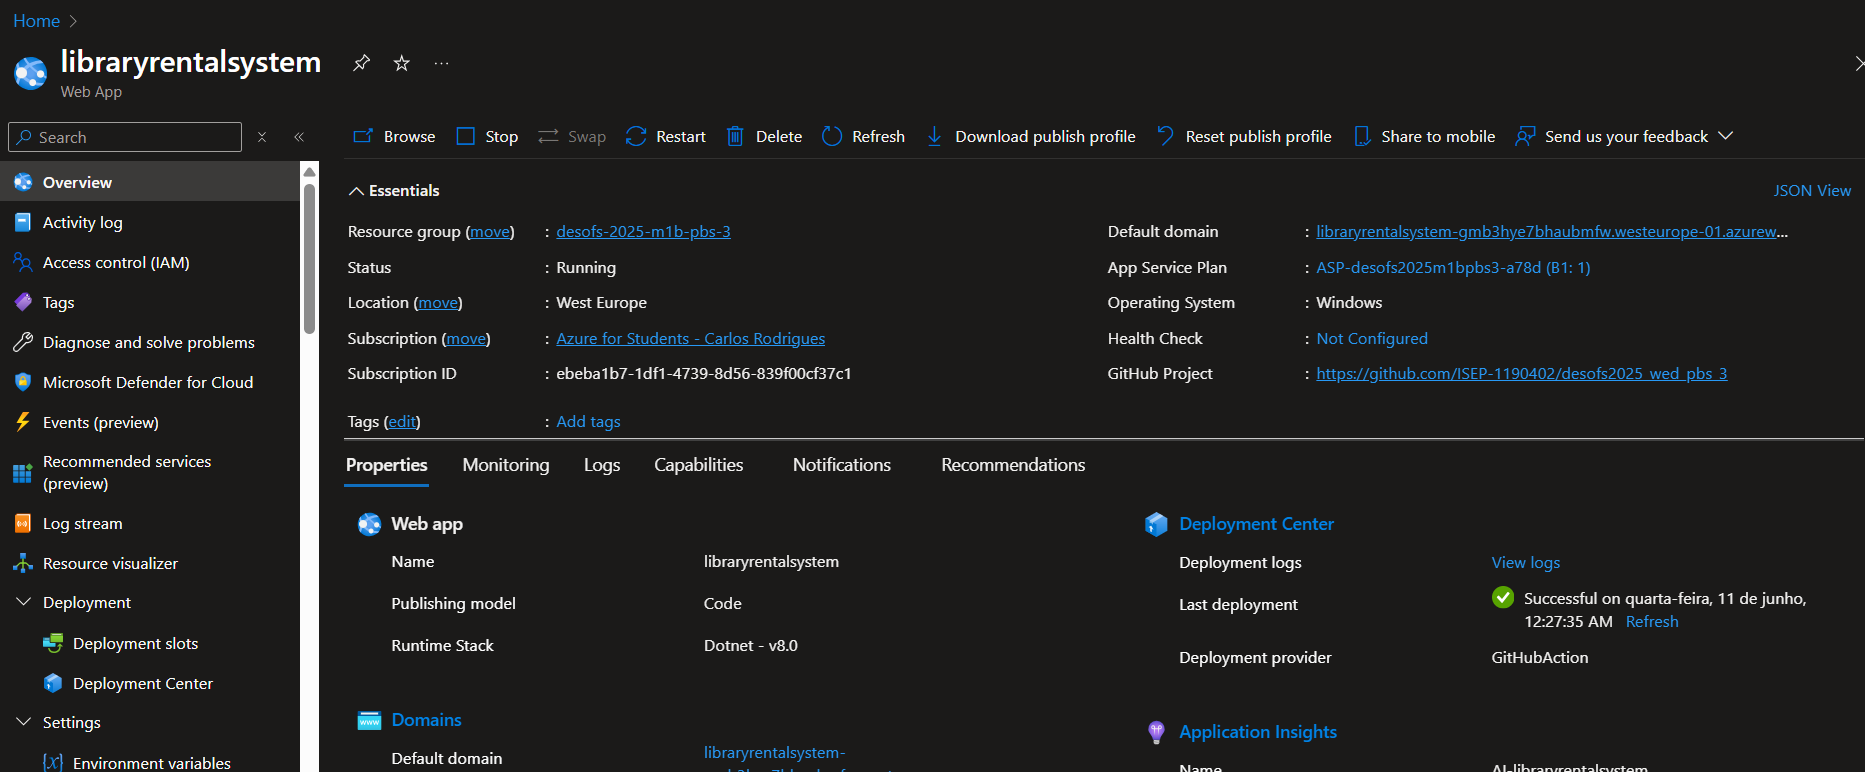 Home
libraryrentalsystem
Web App
Search
Browse Stop Swap Restart Delete Refresh Download publish profile Reset publish profile Share to mobile Send us your feedback
Overview
Activity log
Access control (IAM)
Tags
Diagnose and solve problems
Microsoft Defender for Cloud
Events (preview)
Recommended services
(preview)
Log stream
Resource visualizer
Deployment
Deployment slots
Deployment Center
Settings
Environment variables
Essentials
JSON View
Resource group (move) : desofs-2025-m1b-pbs-3
Status : Running
Location (move) : West Europe
Subscription (move) : Azure for Students - Carlos Rodrigues
Subscription ID : ebeba1b7-1df1-4739-8d56-839f00cf37c1
Tags (edit) : Add tags
Default domain : libraryrentalsystem-gmb3hye7bhaubmfw.westeurope-01.azurew...
App Service Plan : ASP-desofs2025m1bpbs3-a78d (B1: 1)
Operating System : Windows
Health Check : Not Configured
GitHub Project : https://github.com/ISEP-1190402/desofs2025_wed_pbs_3
Properties Monitoring Logs Capabilities Notifications Recommendations
Web app
Name libraryrentalsystem
Publishing model Code
Runtime Stack Dotnet - v8.0
Domains
Default domain libraryrentalsystem-
Deployment Center
Deployment logs View logs
Last deployment Successful on quarta-feira, 11 de junho,
12:27:35 AM Refresh
Deployment provider GitHubAction
Application Insights
Name AI-libraryrentalsystem